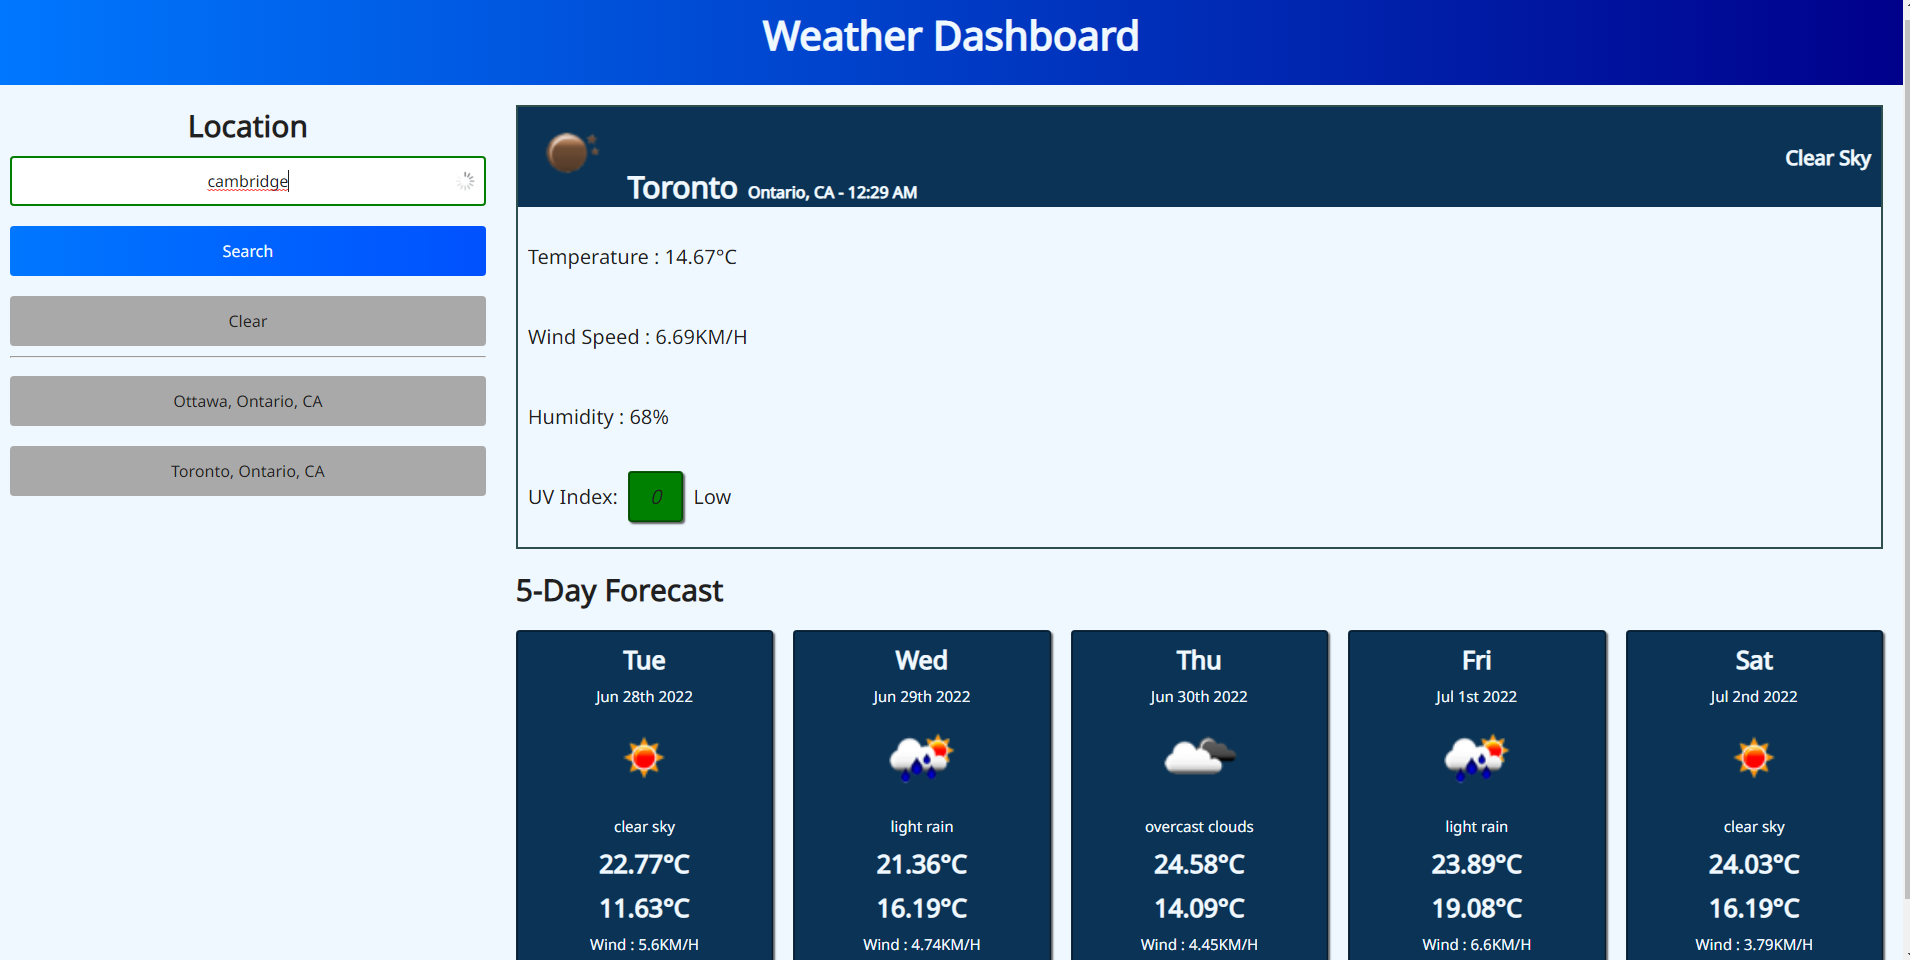 Weather Dashboard
Location
cambridge
Search
Clear
Ottawa, Ontario, CA
Toronto, Ontario, CA
Toronto Ontario, CA - 12:29 AM
Clear Sky
Temperature : 14.67°C
Wind Speed : 6.69KM/H
Humidity : 68%
UV Index: 0 Low
5-Day Forecast
Tue
Jun 28th 2022
clear sky
22.77°C
11.63°C
Wind : 5.6KM/H
Wed
Jun 29th 2022
light rain
21.36°C
16.19°C
Wind : 4.74KM/H
Thu
Jun 30th 2022
overcast clouds
24.58°C
14.09°C
Wind : 4.45KM/H
Fri
Jul 1st 2022
light rain
23.89°C
19.08°C
Wind : 6.6KM/H
Sat
Jul 2nd 2022
clear sky
24.03°C
16.19°C
Wind : 3.79KM/H